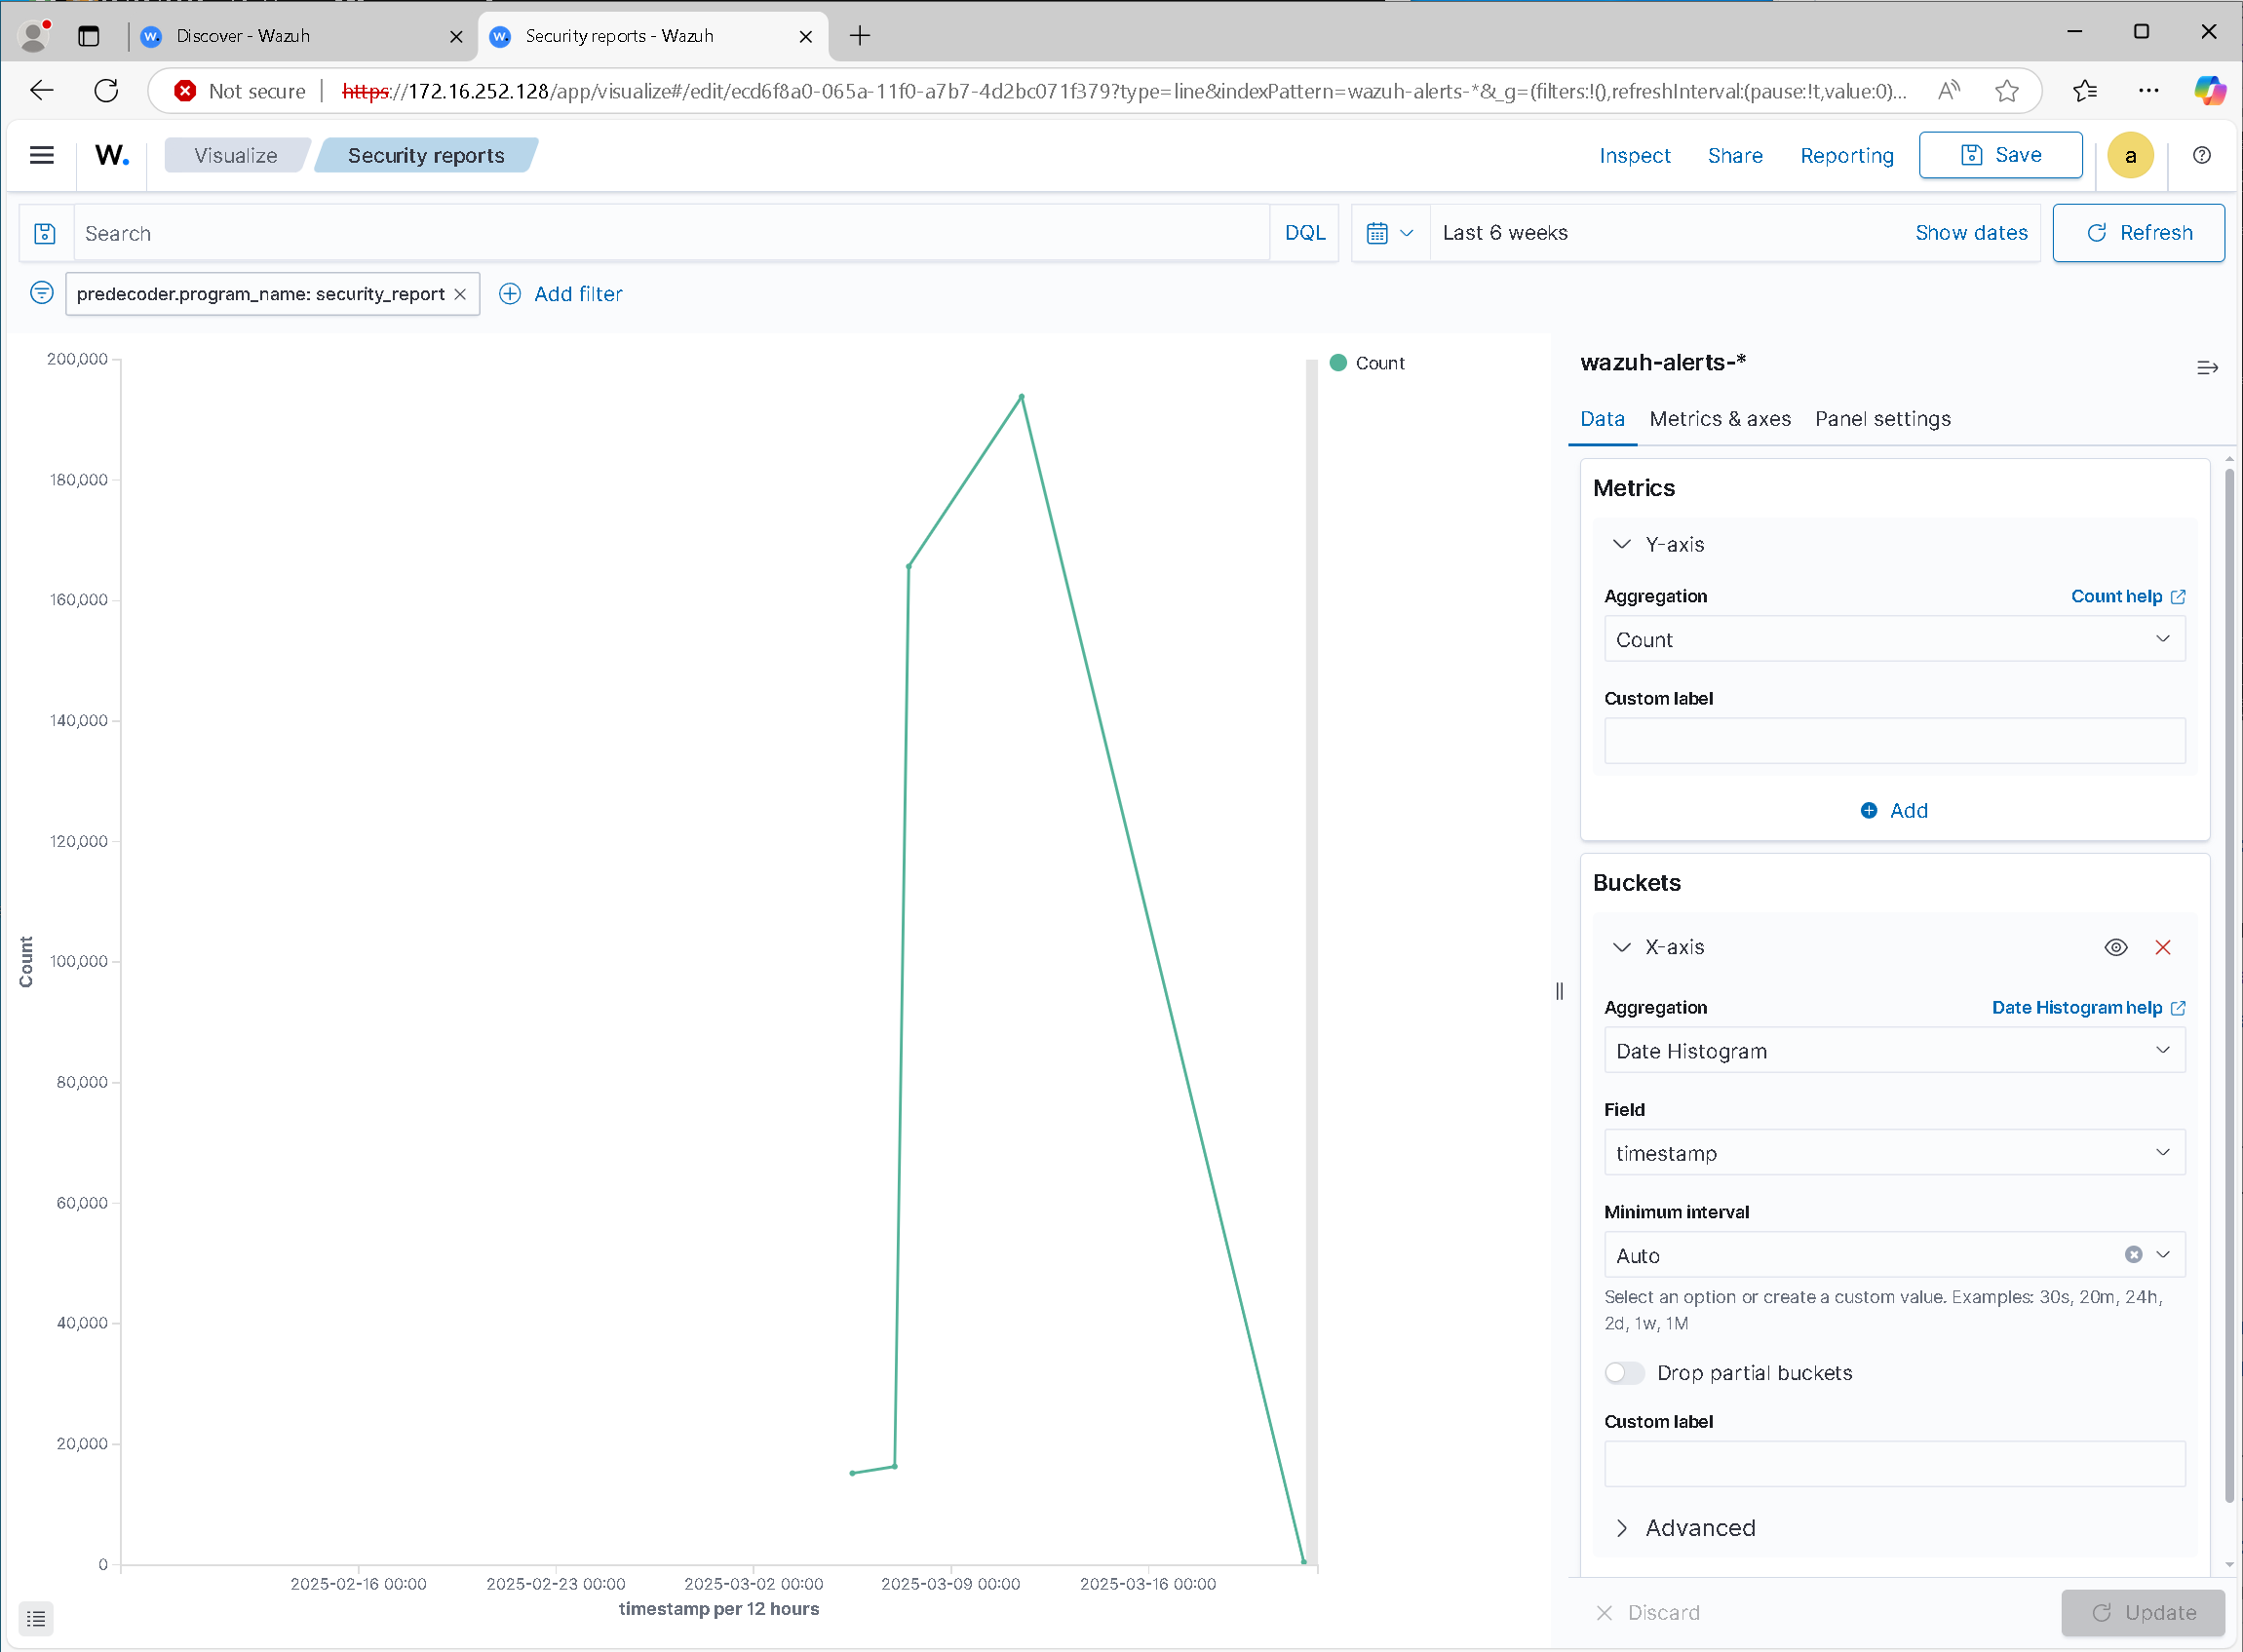 Discover - Wazuh
Security reports - Wazuh
Not secure
https://172.16.252.128/app/visualize#/edit/ecd6f8a0-065a-11f0-a7b7-4d2bc071f379?type=line&indexPattern=wazuh-alerts-*&_g=(filters:!(),refreshInterval:(pause:!t,value:0)...
W.
Visualize
Security reports
Inspect
Share
Reporting
Save
a
Search
DQL
Last 6 weeks
Show dates
Refresh
predecoder.program_name: security_report
Add filter
200,000
180,000
160,000
140,000
120,000
100,000
80,000
60,000
40,000
20,000
0
Count
2025-02-16 00:00
2025-02-23 00:00
2025-03-02 00:00
2025-03-09 00:00
2025-03-16 00:00
timestamp per 12 hours
Count
wazuh-alerts-*
Data
Metrics & axes
Panel settings
Metrics
Y-axis
Aggregation
Count help
Count
Custom label
Add
Buckets
X-axis
Aggregation
Date Histogram help
Date Histogram
Field
timestamp
Minimum interval
Auto
Select an option or create a custom value. Examples: 30s, 20m, 24h,
2d, 1w, 1M
Drop partial buckets
Custom label
Advanced
Discard
Update